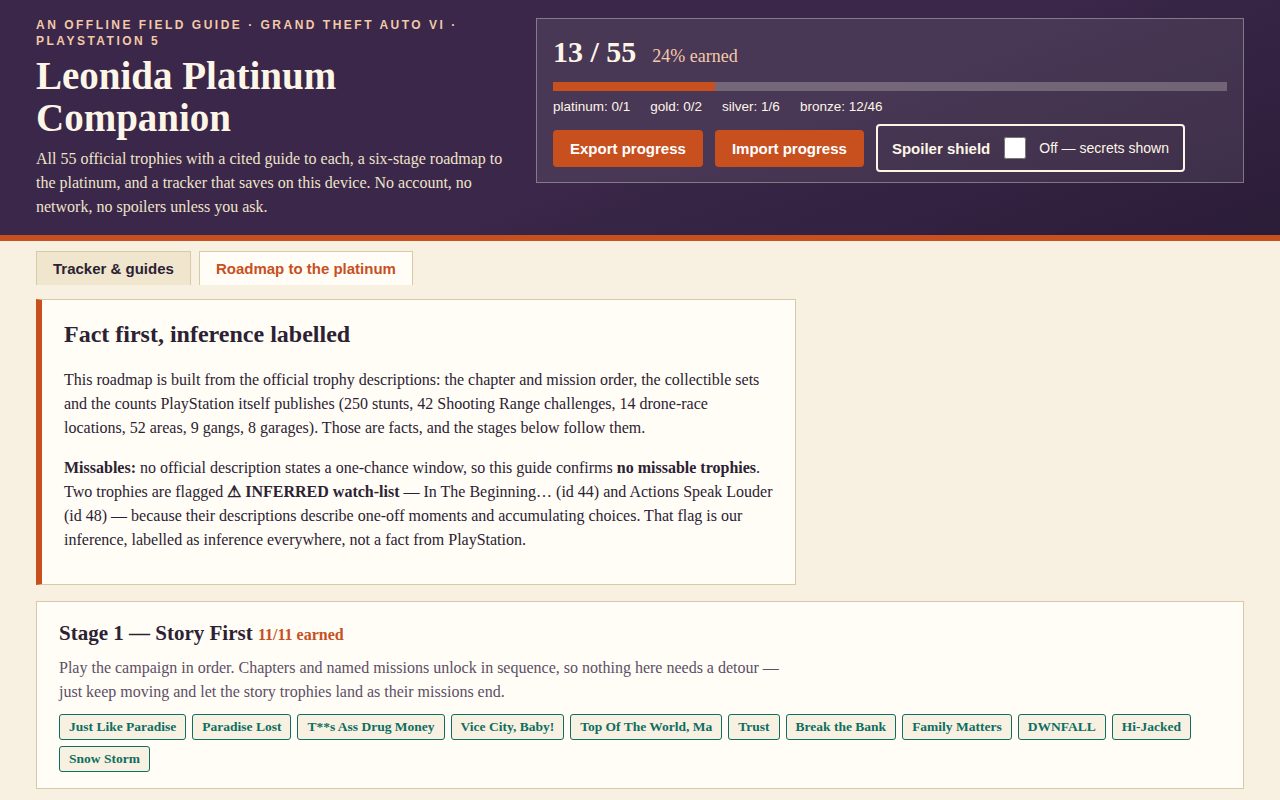 AN OFFLINE FIELD GUIDE · GRAND THEFT AUTO VI ·
PLAYSTATION 5
Leonida Platinum
Companion
All 55 official trophies with a cited guide to each, a six-stage roadmap to
the platinum, and a tracker that saves on this device. No account, no
network, no spoilers unless you ask.
13 / 55 24% earned
platinum: 0/1 gold: 0/2 silver: 1/6 bronze: 12/46
Export progress Import progress Spoiler shield Off — secrets shown
Tracker & guides Roadmap to the platinum
Fact first, inference labelled
This roadmap is built from the official trophy descriptions: the chapter and mission order, the collectible sets
and the counts PlayStation itself publishes (250 stunts, 42 Shooting Range challenges, 14 drone-race
locations, 52 areas, 9 gangs, 8 garages). Those are facts, and the stages below follow them.
Missables: no official description states a one-chance window, so this guide confirms no missable trophies.
Two trophies are flagged ⚠ INFERRED watch-list — In The Beginning… (id 44) and Actions Speak Louder
(id 48) — because their descriptions describe one-off moments and accumulating choices. That flag is our
inference, labelled as inference everywhere, not a fact from PlayStation.
Stage 1 — Story First 11/11 earned
Play the campaign in order. Chapters and named missions unlock in sequence, so nothing here needs a detour —
just keep moving and let the story trophies land as their missions end.
Just Like Paradise Paradise Lost T**s Ass Drug Money Vice City, Baby! Top Of The World, Ma Trust Break the Bank Family Matters DWNFALL Hi-Jacked
Snow Storm